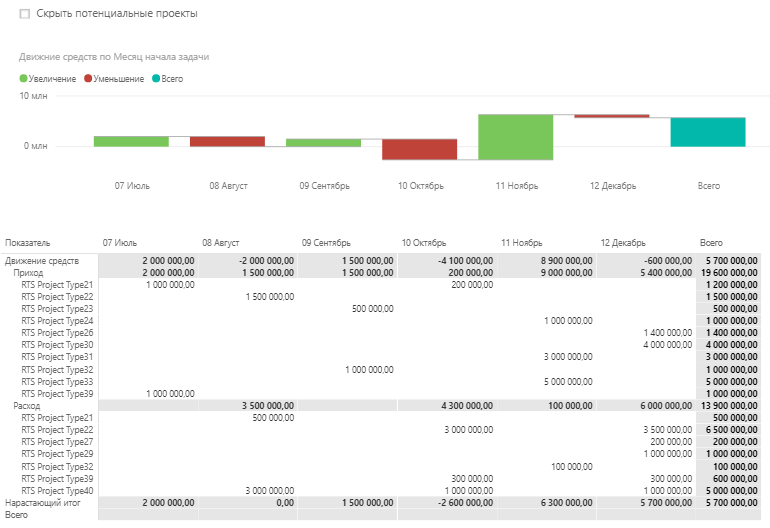 Скрыть потенциальные проекты
Движние средств по Месяц начала задачи
Увеличение Уменьшение Всего
10 млн
0 млн
07 Июль 08 Август 09 Сентябрь 10 Октябрь 11 Ноябрь 12 Декабрь Всего
Показатель 07 Июль 08 Август 09 Сентябрь 10 Октябрь 11 Ноябрь 12 Декабрь Всего
Движение средств 2 000 000,00 -2 000 000,00 1 500 000,00 -4 100 000,00 8 900 000,00 -600 000,00 5 700 000,00
Приход 2 000 000,00 1 500 000,00 1 500 000,00 200 000,00 9 000 000,00 5 400 000,00 19 600 000,00
RTS Project Type21 1 000 000,00 200 000,00 1 200 000,00
RTS Project Type22 1 500 000,00 1 500 000,00
RTS Project Type23 500 000,00 500 000,00
RTS Project Type24 1 000 000,00 1 000 000,00
RTS Project Type26 1 400 000,00 1 400 000,00
RTS Project Type30 4 000 000,00 4 000 000,00
RTS Project Type31 3 000 000,00 3 000 000,00
RTS Project Type32 1 000 000,00 1 000 000,00
RTS Project Type33 5 000 000,00 5 000 000,00
RTS Project Type39 1 000 000,00 1 000 000,00
Расход 3 500 000,00 4 300 000,00 100 000,00 6 000 000,00 13 900 000,00
RTS Project Type21 500 000,00 500 000,00
RTS Project Type22 3 000 000,00 3 500 000,00 6 500 000,00
RTS Project Type27 200 000,00 200 000,00
RTS Project Type29 1 000 000,00 1 000 000,00
RTS Project Type32 100 000,00 100 000,00
RTS Project Type39 300 000,00 300 000,00 600 000,00
RTS Project Type40 3 000 000,00 1 000 000,00 1 000 000,00 5 000 000,00
Нарастающий итог 2 000 000,00 0,00 1 500 000,00 -2 600 000,00 6 300 000,00 5 700 000,00 5 700 000,00
Всего